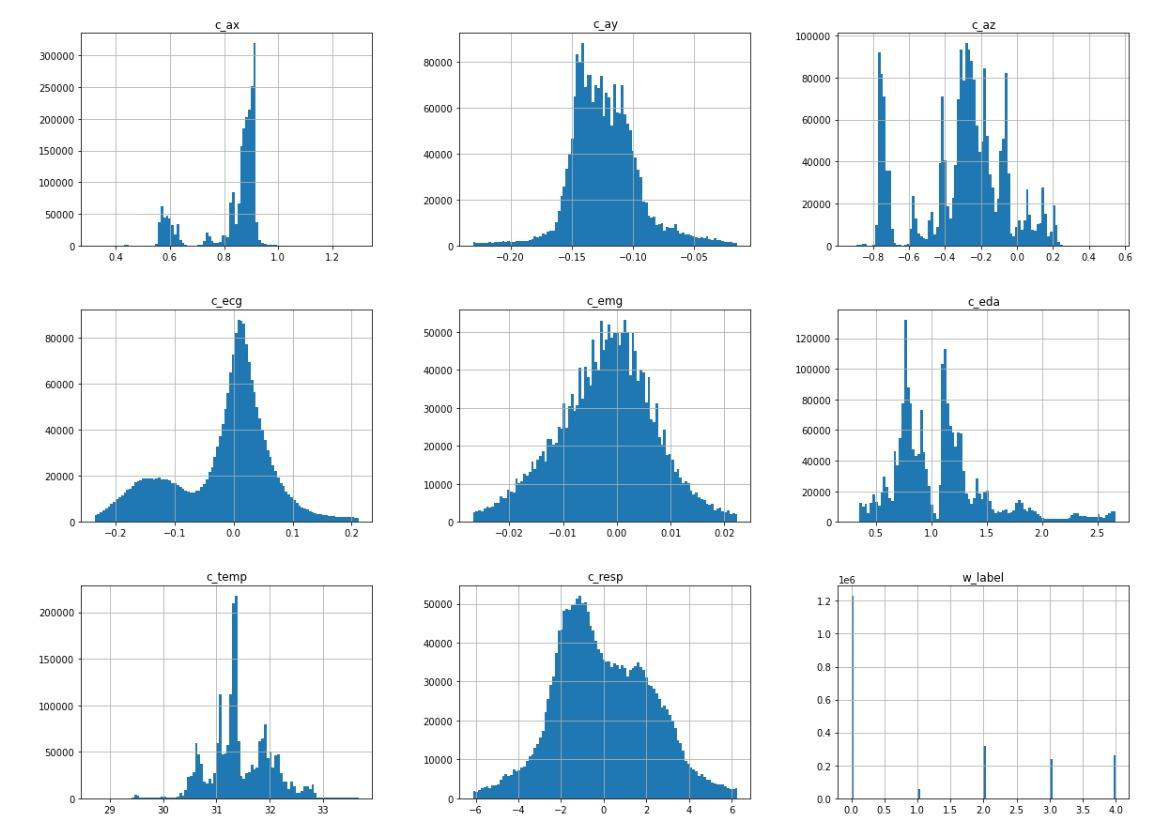 c_ax
300000
250000
200000
150000
100000
50000
0
0.4 0.6 0.8 1.0 1.2
c_ay
80000
60000
40000
20000
0
−0.20 −0.15 −0.10 −0.05
c_az
100000
80000
60000
40000
20000
0
−0.8 −0.6 −0.4 −0.2 0.0 0.2 0.4 0.6
c_ecg
80000
60000
40000
20000
0
−0.2 −0.1 0.0 0.1 0.2
c_emg
50000
40000
30000
20000
10000
0
−0.02 −0.01 0.00 0.01 0.02
c_eda
120000
100000
80000
60000
40000
20000
0
0.5 1.0 1.5 2.0 2.5
c_temp
200000
150000
100000
50000
0
29 30 31 32 33
c_resp
50000
40000
30000
20000
10000
0
−6 −4 −2 0 2 4 6
w_label
1e6
1.2
1.0
0.8
0.6
0.4
0.2
0.0
0.0 0.5 1.0 1.5 2.0 2.5 3.0 3.5 4.0